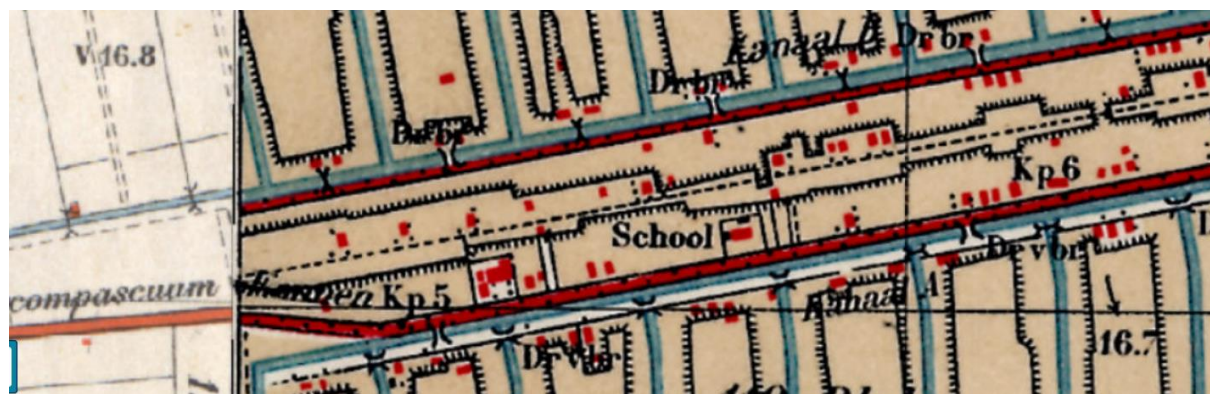 V 16.8
Kanaal B
Dr br
Dr br
Dr br
Kp 6
School
Dr v br
compascuum
Kp 5
Kanaal A
16.7
Dr v br